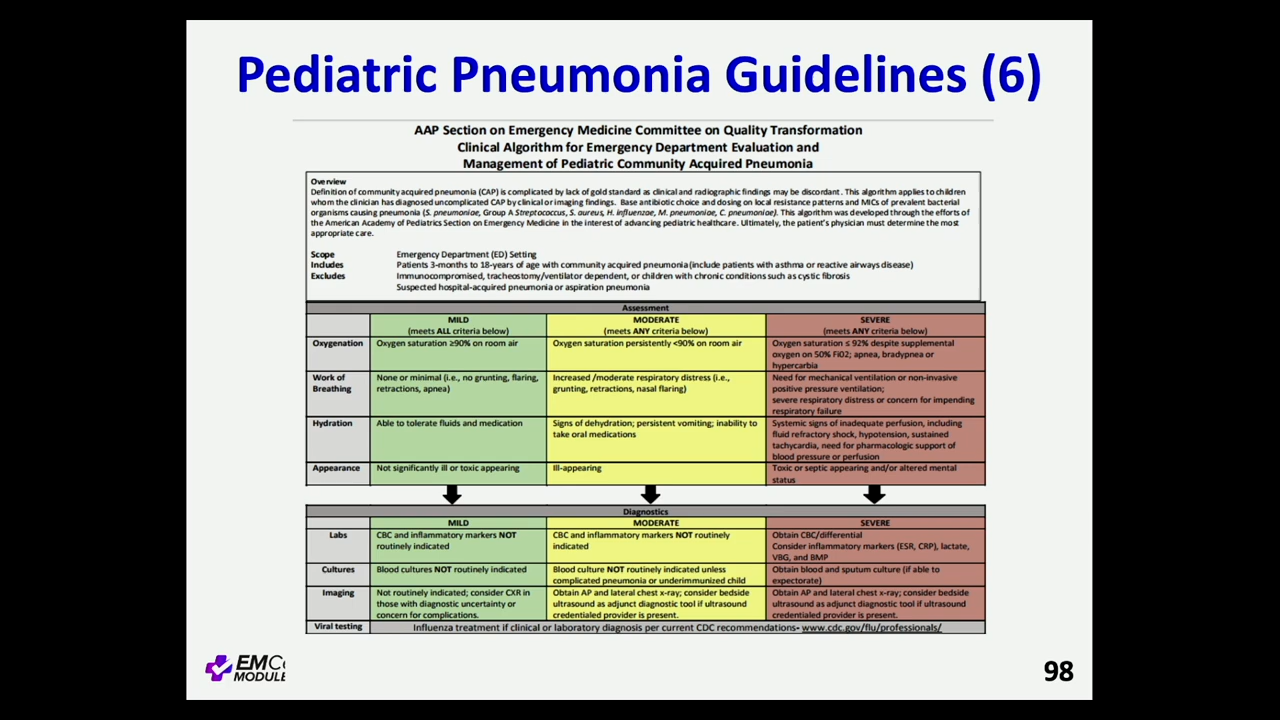 Pediatric Pneumonia Guidelines (6)
AAP Section on Emergency Medicine Committee on Quality Transformation
Clinical Algorithm for Emergency Department Evaluation and
Management of Pediatric Community Acquired Pneumonia
Overview
Definition of community acquired pneumonia (CAP) is complicated by lack of gold standard as clinical and radiographic findings may be discordant. This algorithm applies to children
whom the clinician has diagnosed uncomplicated CAP by clinical or imaging findings. Base antibiotic choice and dosing on local resistance patterns and MICs of prevalent bacterial
organisms causing pneumonia (S. pneumoniae, Group A Streptococcus, S. aureus, H. influenzae, M. pneumoniae, C. pneumoniae). This algorithm was developed through the efforts of
the American Academy of Pediatrics Section on Emergency Medicine in the interest of advancing pediatric healthcare. Ultimately, the patient's physician must determine the most
appropriate care.
Scope Emergency Department (ED) Setting
Includes Patients 3-months to 18-years of age with community acquired pneumonia (include patients with asthma or reactive airways disease)
Excludes Immunocompromised, tracheostomy/ventilator dependent, or children with chronic conditions such as cystic fibrosis
Suspected hospital-acquired pneumonia or aspiration pneumonia
Assessment
MILD
(meets ALL criteria below)
MODERATE
(meets ANY criteria below)
SEVERE
(meets ANY criteria below)
Oxygenation
Oxygen saturation ≥90% on room air
Oxygen saturation persistently <90% on room air
Oxygen saturation ≤ 92% despite supplemental
oxygen on 50% FiO2; apnea, bradypnea or
hypercarbia
Work of
Breathing
None or minimal (i.e., no grunting, flaring,
retractions, apnea)
Increased /moderate respiratory distress (i.e.,
grunting, retractions, nasal flaring)
Need for mechanical ventilation or non-invasive
positive pressure ventilation;
severe respiratory distress or concern for impending
respiratory failure
Hydration
Able to tolerate fluids and medication
Signs of dehydration; persistent vomiting; inability to
take oral medications
Systemic signs of inadequate perfusion, including
fluid refractory shock, hypotension, sustained
tachycardia, need for pharmacologic support of
blood pressure or perfusion
Appearance
Not significantly ill or toxic appearing
Ill-appearing
Toxic or septic appearing and/or altered mental
status
Diagnostics
MILD
MODERATE
SEVERE
Labs
CBC and inflammatory markers NOT
routinely indicated
CBC and inflammatory markers NOT routinely
indicated
Obtain CBC/differential
Consider inflammatory markers (ESR, CRP), lactate,
VBG, and BMP
Cultures
Blood cultures NOT routinely indicated
Blood culture NOT routinely indicated unless
complicated pneumonia or underimmunized child
Obtain blood and sputum culture (if able to
expectorate)
Imaging
Not routinely indicated; consider CXR in
those with diagnostic uncertainty or
concern for complications.
Obtain AP and lateral chest x-ray; consider bedside
ultrasound as adjunct diagnostic tool if ultrasound
credentialed provider is present.
Obtain AP and lateral chest x-ray; consider bedside
ultrasound as adjunct diagnostic tool if ultrasound
credentialed provider is present.
Viral testing
Influenza treatment if clinical or laboratory diagnosis per current CDC recommendations- www.cdc.gov/flu/professionals/
EMC
MODULE
98